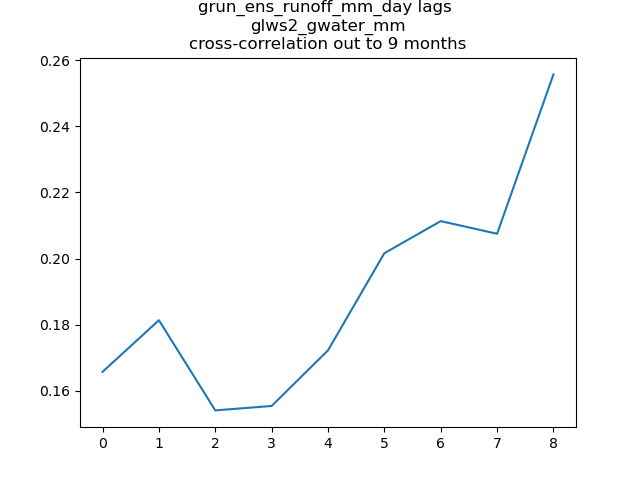 grun_ens_runoff_mm_day lags
glws2_gwater_mm
cross-correlation out to 9 months
0.26
0.24
0.22
0.20
0.18
0.16
0 1 2 3 4 5 6 7 8